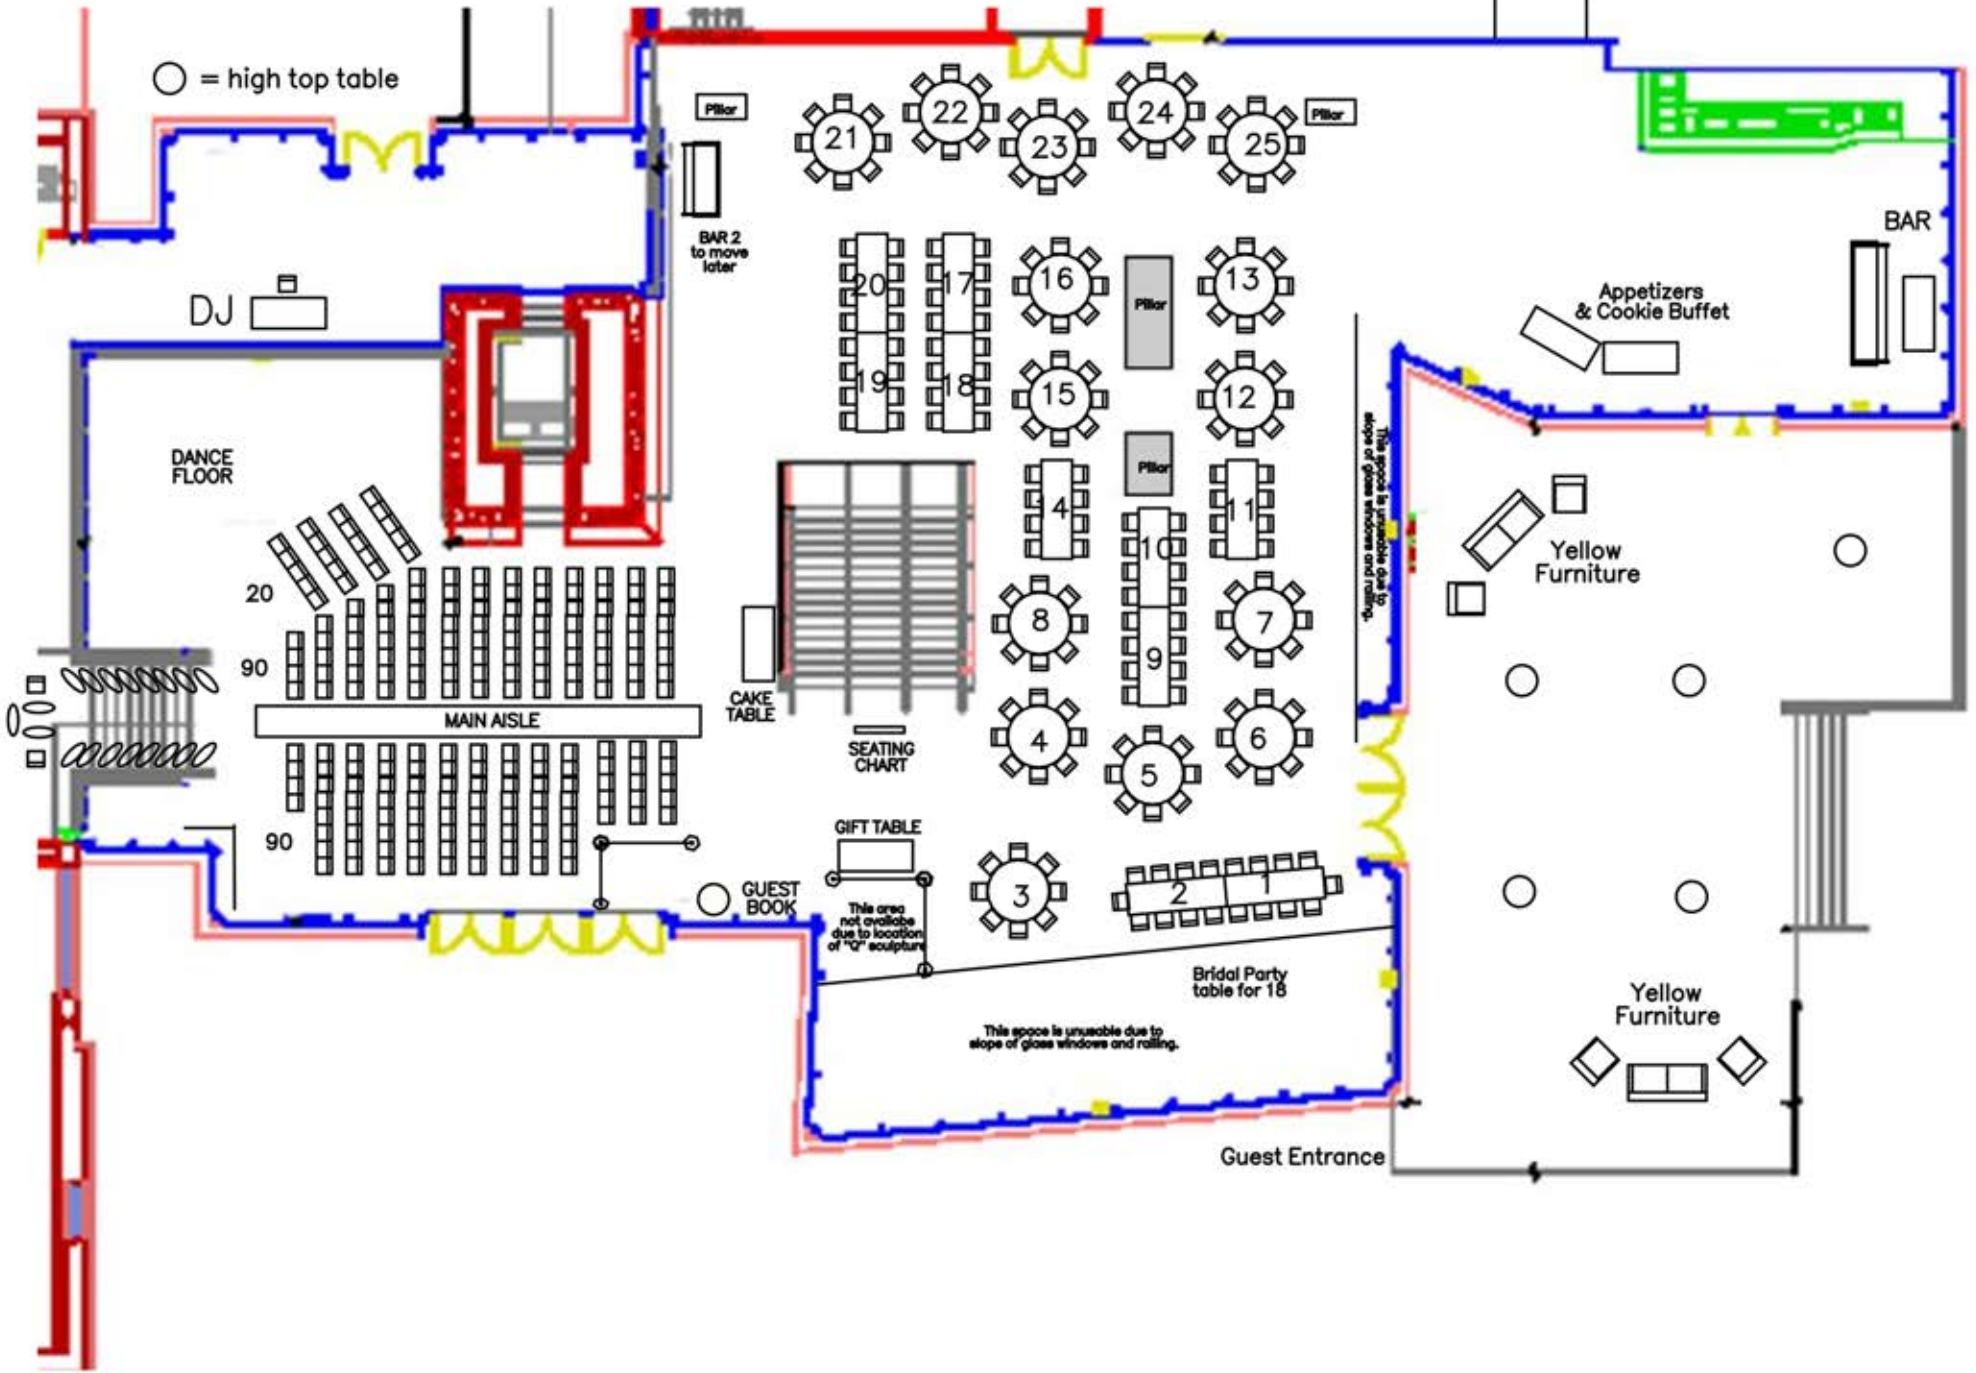 = high top table
Pillar
21
22
23
24
25
Pillar
BAR 2
to move
later
BAR
20
17
16
Pillar
13
Appetizers
& Cookie Buffet
DJ
19
18
15
12
Pillar
DANCE
FLOOR
14
10
11
This space is unusable due to
slope of glass windows and railing.
Yellow
Furniture
20
8
9
7
90
CAKE
TABLE
MAIN AISLE
SEATING
CHART
4
5
6
90
GIFT TABLE
GUEST
BOOK
This area
not availabe
due to location
of "Q" sculpture
3
2
1
Bridal Party
table for 18
This space is unusable due to
slope of glass windows and railing.
Yellow
Furniture
Guest Entrance